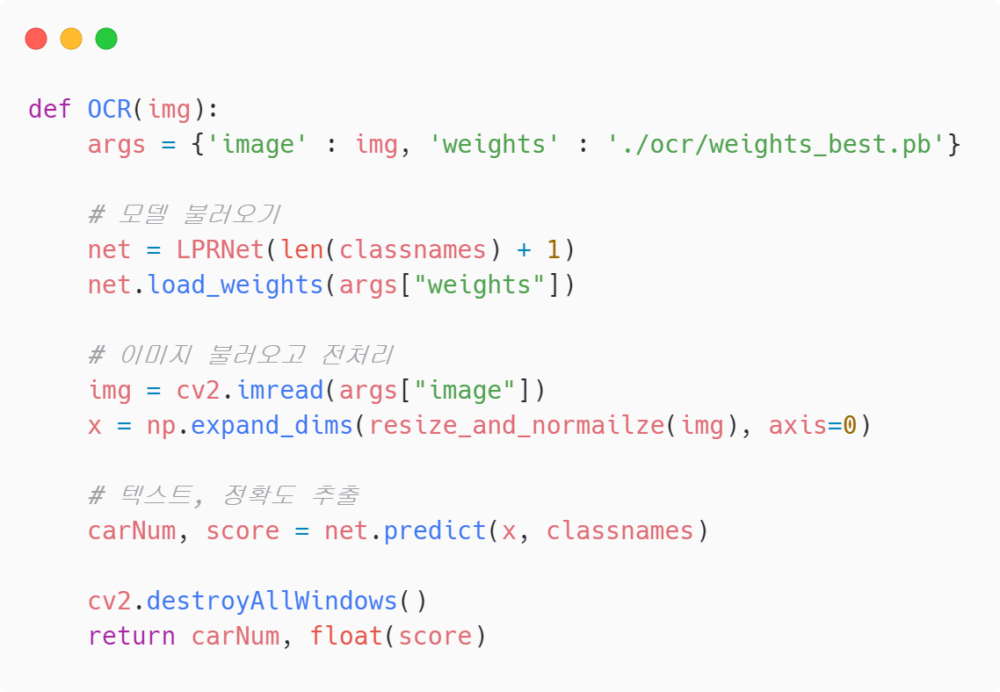 def OCR(img):
    args = {'image' : img, 'weights' : './ocr/weights_best.pb'}

    # 모델 불러오기
    net = LPRNet(len(classnames) + 1)
    net.load_weights(args["weights"])

    # 이미지 불러오고 전처리
    img = cv2.imread(args["image"])
    x = np.expand_dims(resize_and_normailze(img), axis=0)

    # 텍스트, 정확도 추출
    carNum, score = net.predict(x, classnames)

    cv2.destroyAllWindows()
    return carNum, float(score)